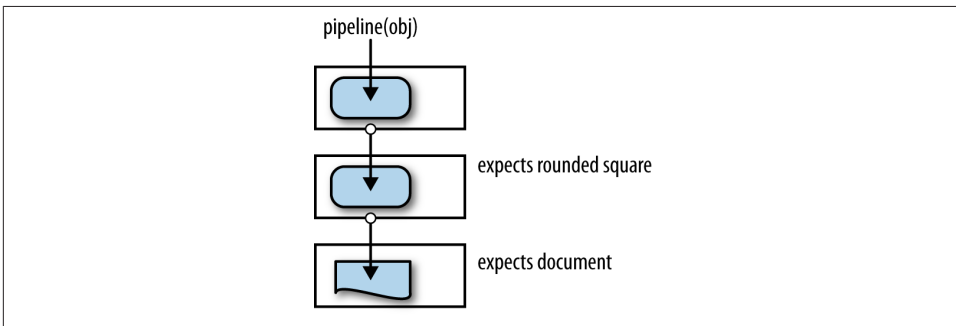 pipeline(obj)
expects rounded square
expects document